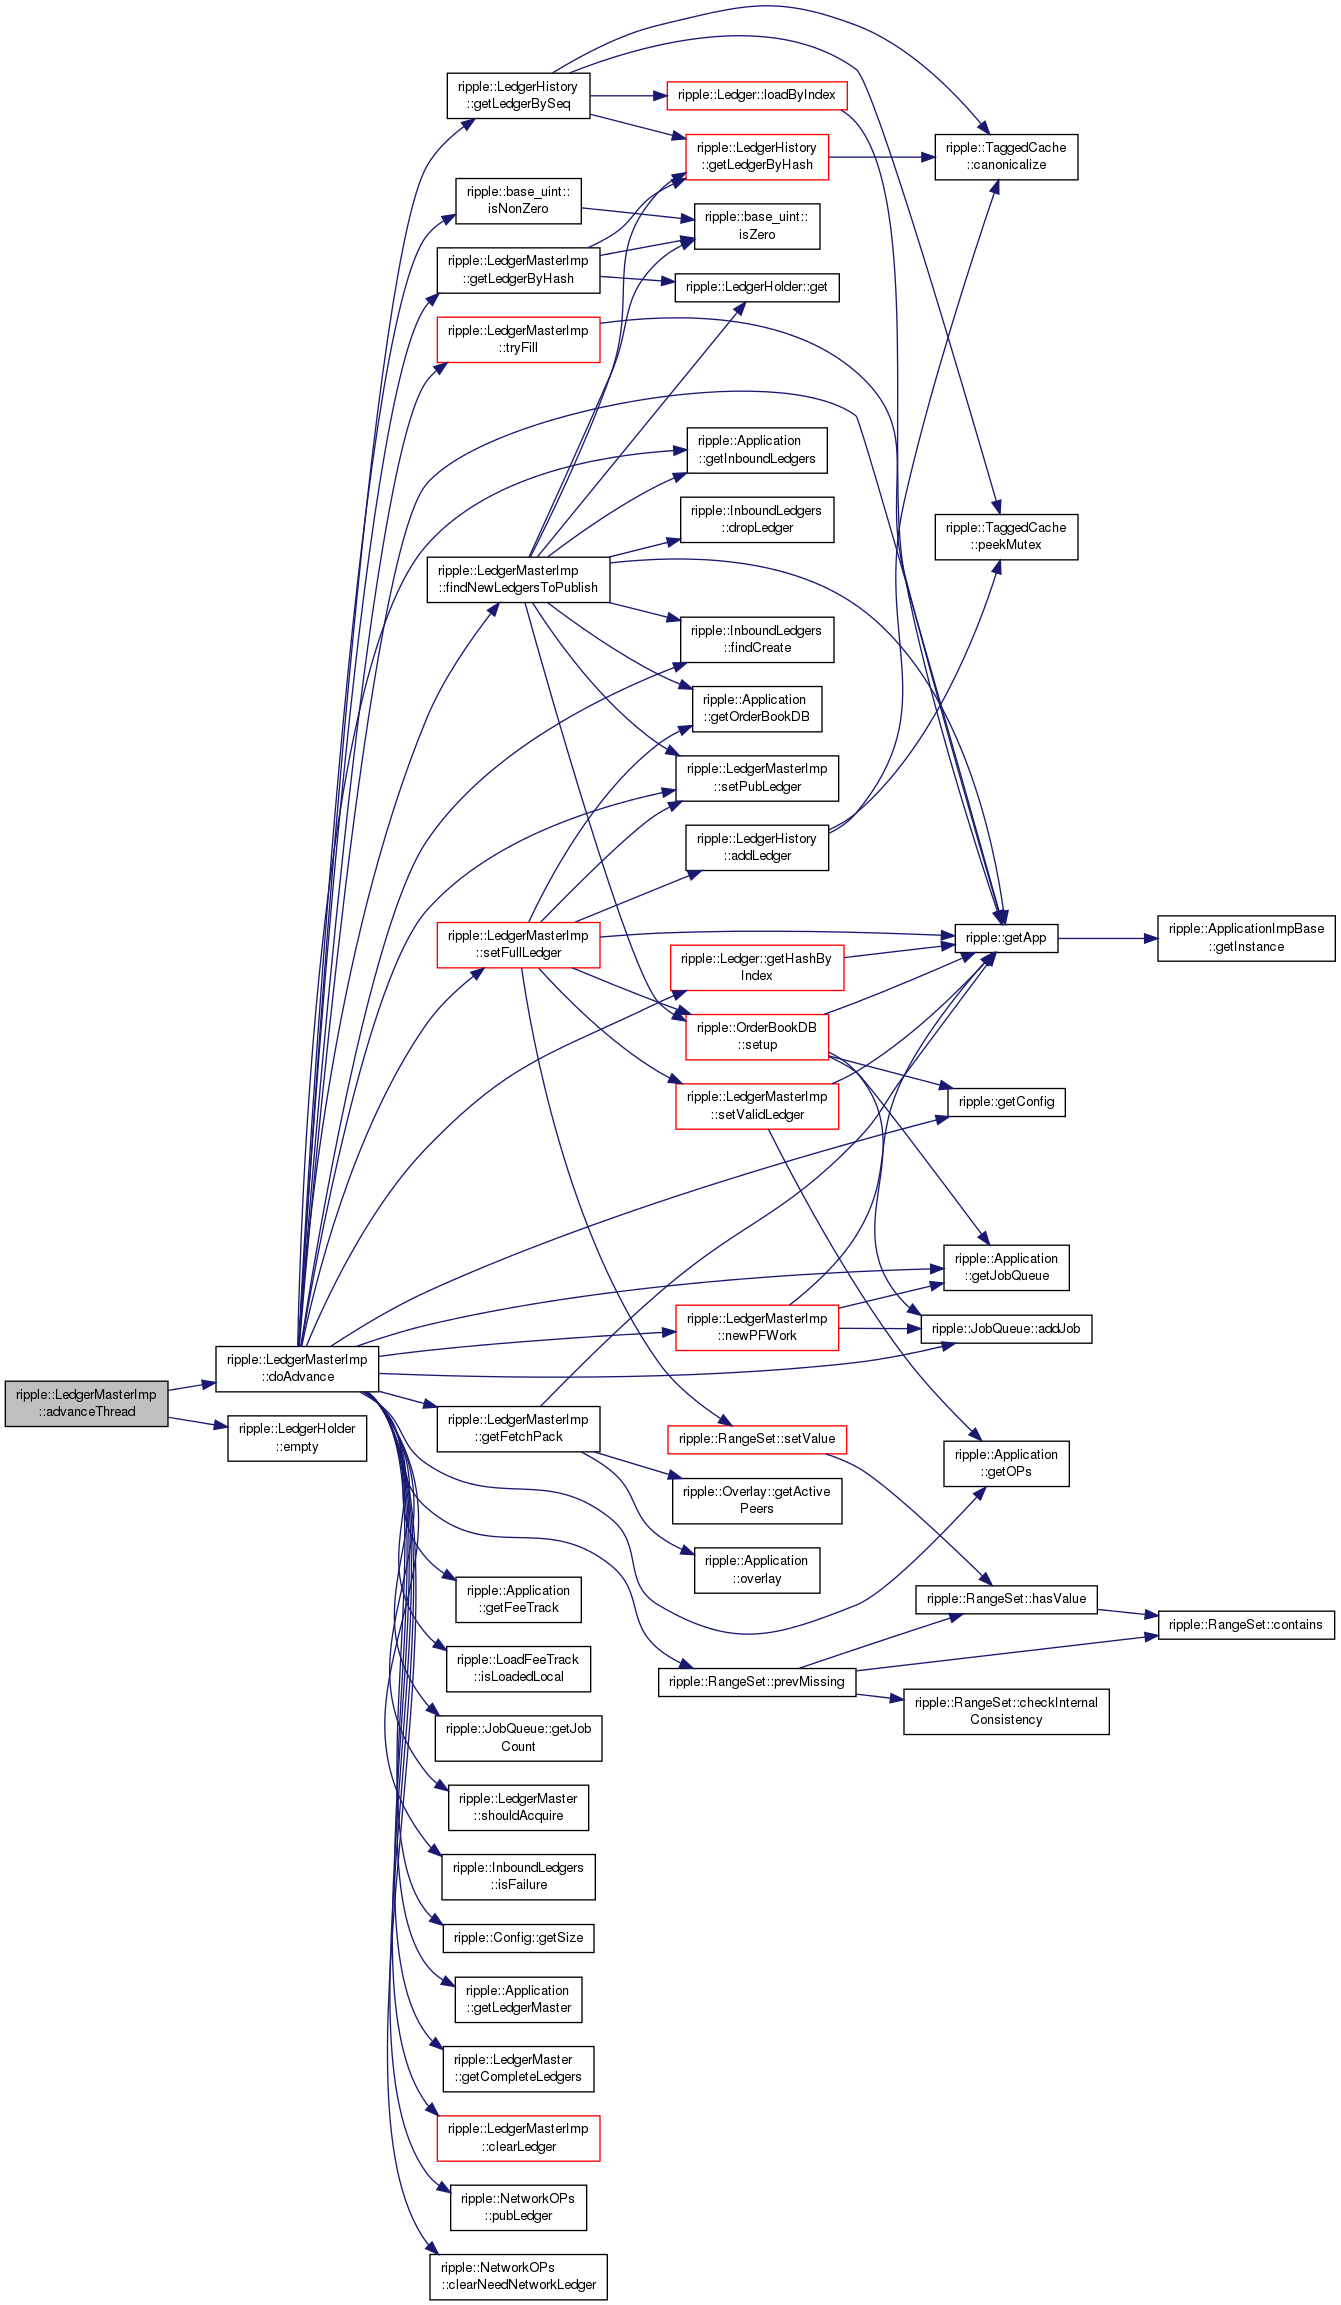 ripple::LedgerMasterImp
::advanceThread
ripple::LedgerMasterImp
::doAdvance
ripple::LedgerHolder
::empty
ripple::LedgerHistory
::getLedgerBySeq
ripple::base_uint::
isNonZero
ripple::LedgerMasterImp
::getLedgerByHash
ripple::LedgerMasterImp
::tryFill
ripple::LedgerMasterImp
::findNewLedgersToPublish
ripple::LedgerMasterImp
::setFullLedger
ripple::LedgerMasterImp
::getFetchPack
ripple::Application
::getFeeTrack
ripple::LoadFeeTrack
::isLoadedLocal
ripple::JobQueue::getJob
Count
ripple::LedgerMaster
::shouldAcquire
ripple::InboundLedgers
::isFailure
ripple::Config::getSize
ripple::Application
::getLedgerMaster
ripple::LedgerMaster
::getCompleteLedgers
ripple::LedgerMasterImp
::clearLedger
ripple::NetworkOPs
::pubLedger
ripple::NetworkOPs
::clearNeedNetworkLedger
ripple::Ledger::loadByIndex
ripple::LedgerHistory
::getLedgerByHash
ripple::base_uint::
isZero
ripple::LedgerHolder::get
ripple::Application
::getInboundLedgers
ripple::InboundLedgers
::dropLedger
ripple::InboundLedgers
::findCreate
ripple::Application
::getOrderBookDB
ripple::LedgerMasterImp
::setPubLedger
ripple::LedgerHistory
::addLedger
ripple::Ledger::getHashBy
Index
ripple::OrderBookDB
::setup
ripple::LedgerMasterImp
::setValidLedger
ripple::LedgerMasterImp
::newPFWork
ripple::RangeSet::setValue
ripple::Overlay::getActive
Peers
ripple::Application
::overlay
ripple::RangeSet::prevMissing
ripple::TaggedCache
::canonicalize
ripple::TaggedCache
::peekMutex
ripple::getApp
ripple::getConfig
ripple::Application
::getJobQueue
ripple::JobQueue::addJob
ripple::Application
::getOPs
ripple::RangeSet::hasValue
ripple::RangeSet::checkInternal
Consistency
ripple::ApplicationImpBase
::getInstance
ripple::RangeSet::contains